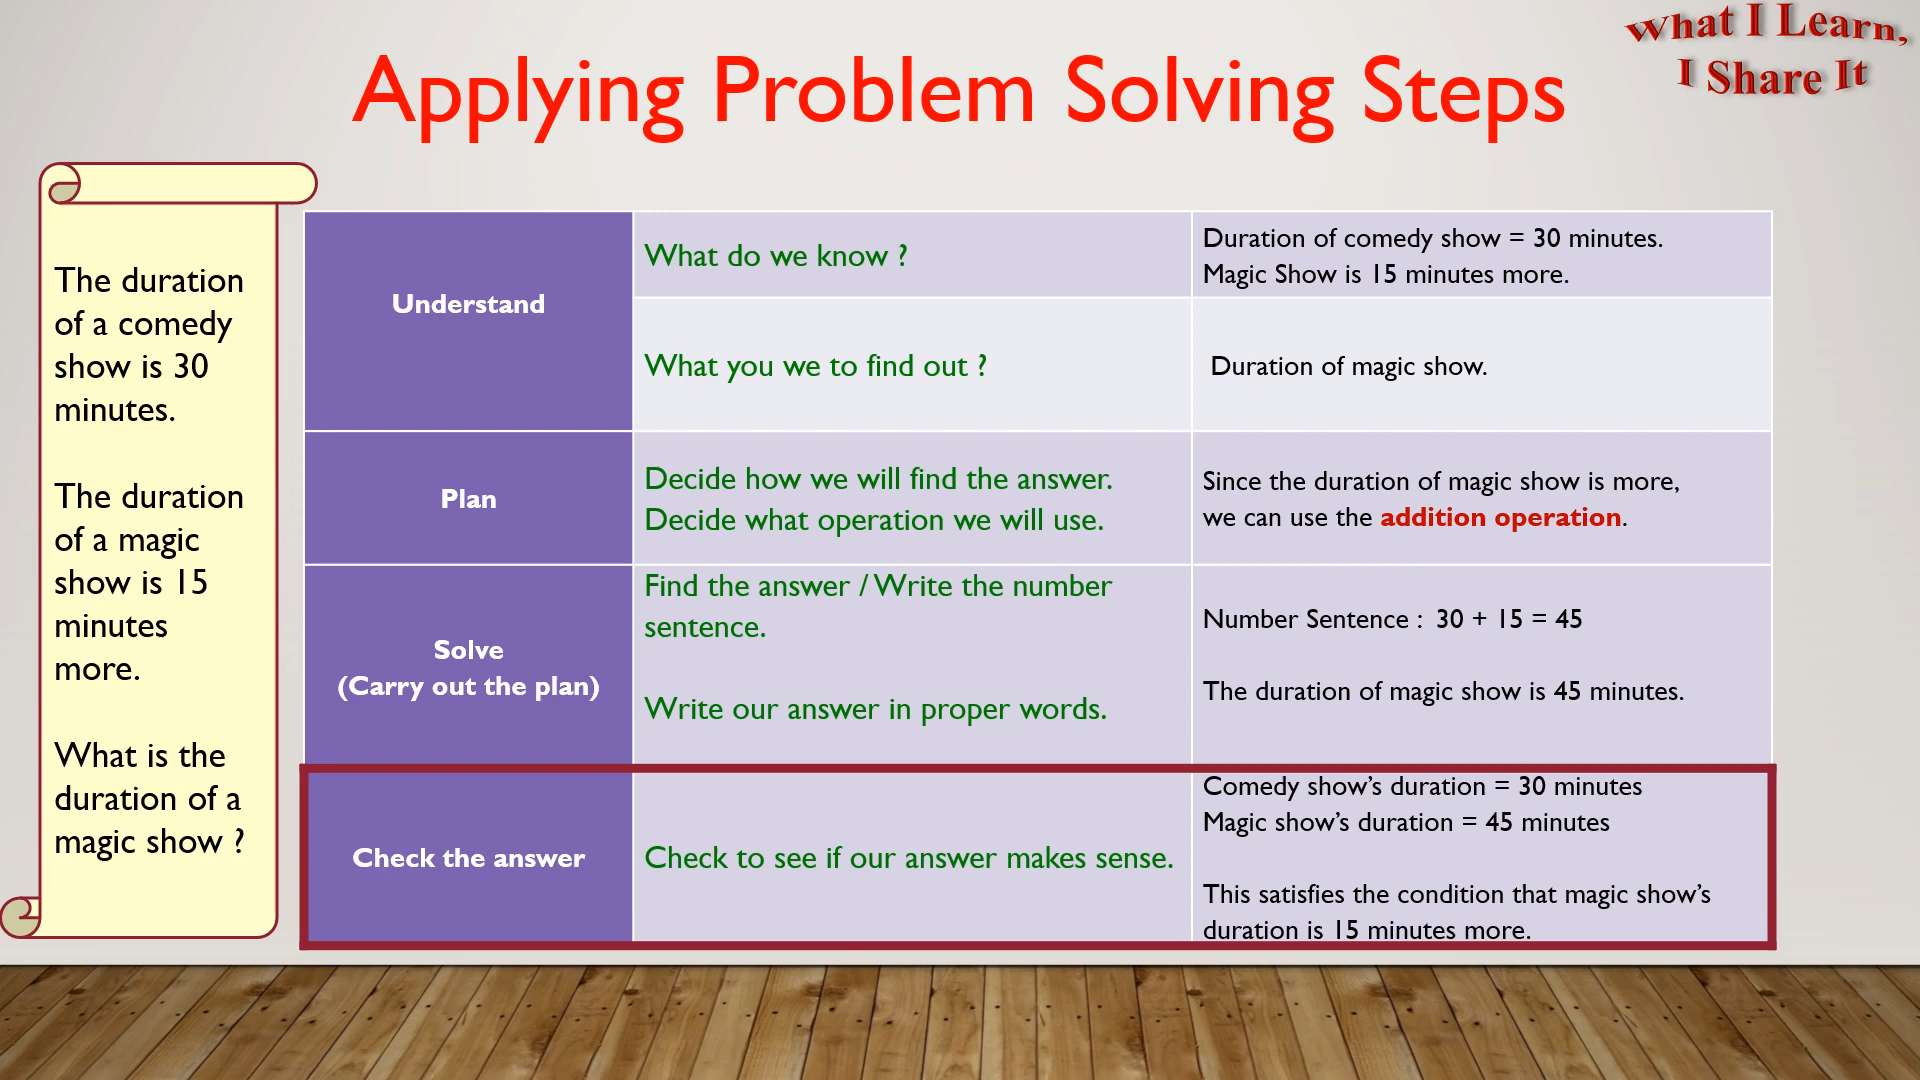 What I Learn,
I Share It
Applying Problem Solving Steps
The duration
of a comedy
show is 30
minutes.
The duration
of a magic
show is 15
minutes
more.
What is the
duration of a
magic show ?
Understand
What do we know ?
Duration of comedy show = 30 minutes.
Magic Show is 15 minutes more.
What you we to find out ?
Duration of magic show.
Plan
Decide how we will find the answer.
Decide what operation we will use.
Since the duration of magic show is more,
we can use the addition operation.
Solve
(Carry out the plan)
Find the answer / Write the number
sentence.
Write our answer in proper words.
Number Sentence : 30 + 15 = 45
The duration of magic show is 45 minutes.
Check the answer
Check to see if our answer makes sense.
Comedy show’s duration = 30 minutes
Magic show’s duration = 45 minutes
This satisfies the condition that magic show’s
duration is 15 minutes more.